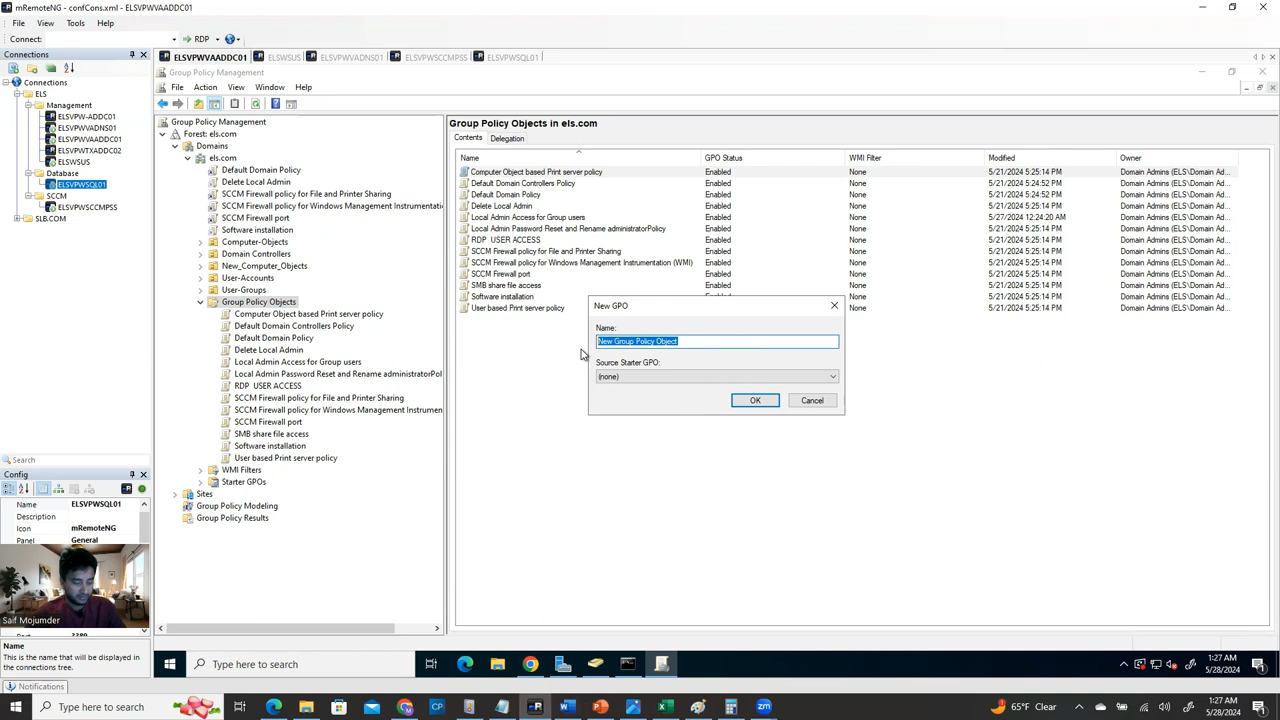 mRemoteNG - confCons.xml - ELSVPWVAADDC01
File View Tools Help
Connect: RDP
Connections
ELSVPWVAADDC01 ELSWSUS ELSVPWVADNS01 ELSVPWSCCMPSS ELSVPWSQL01
Connections
ELS
Management
ELSVPW-ADDC01
ELSVPWVADNS01
ELSVPWVAADDC01
ELSVPWTXADDC02
ELSWSUS
Database
ELSVPWSQL01
SCCM
ELSVPWSCCMPSS
SLB.COM
Search
Config
Name ELSVPWSQL01
Description
Icon mRemoteNG
Panel General
Saif Mojumder
Name
This is the name that will be displayed in
the connections tree.
Notifications
Group Policy Management
File Action View Window Help
Group Policy Management
Forest: els.com
Domains
els.com
Default Domain Policy
Delete Local Admin
SCCM Firewall policy for File and Printer Sharing
SCCM Firewall policy for Windows Management Instrumentati
SCCM Firewall port
Software installation
Computer-Objects
Domain Controllers
New_Computer_Objects
User-Accounts
User-Groups
Group Policy Objects
Computer Object based Print server policy
Default Domain Controllers Policy
Default Domain Policy
Delete Local Admin
Local Admin Access for Group users
Local Admin Password Reset and Rename administratorPol
RDP USER ACCESS
SCCM Firewall policy for File and Printer Sharing
SCCM Firewall policy for Windows Management Instrumen
SCCM Firewall port
SMB share file access
Software installation
User based Print server policy
WMI Filters
Starter GPOs
Sites
Group Policy Modeling
Group Policy Results
Group Policy Objects in els.com
Contents Delegation
Name GPO Status WMI Filter Modified Owner
Computer Object based Print server policy Enabled None 5/21/2024 5:25:14 PM Domain Admins (ELS\Domain Ad...
Default Domain Controllers Policy Enabled None 5/21/2024 5:24:52 PM Domain Admins (ELS\Domain Ad...
Default Domain Policy Enabled None 5/21/2024 5:24:52 PM Domain Admins (ELS\Domain Ad...
Delete Local Admin Enabled None 5/21/2024 5:25:14 PM Domain Admins (ELS\Domain Ad...
Local Admin Access for Group users Enabled None 5/27/2024 12:24:20 AM Domain Admins (ELS\Domain Ad...
Local Admin Password Reset and Rename administratorPolicy Enabled None 5/21/2024 5:25:14 PM Domain Admins (ELS\Domain Ad...
RDP USER ACCESS Enabled None 5/21/2024 5:25:14 PM Domain Admins (ELS\Domain Ad...
SCCM Firewall policy for File and Printer Sharing Enabled None 5/21/2024 5:25:14 PM Domain Admins (ELS\Domain Ad...
SCCM Firewall policy for Windows Management Instrumentation (WMI) Enabled None 5/21/2024 5:25:14 PM Domain Admins (ELS\Domain Ad...
SCCM Firewall port Enabled None 5/21/2024 5:25:14 PM Domain Admins (ELS\Domain Ad...
SMB share file access Enabled None 5/21/2024 5:25:14 PM Domain Admins (ELS\Domain Ad...
Software installation Enabled None 5/21/2024 5:25:14 PM Domain Admins (ELS\Domain Ad...
User based Print server policy Enabled None 5/21/2024 5:25:14 PM Domain Admins (ELS\Domain Ad...
New GPO
Name:
New Group Policy Object
Source Starter GPO:
(none)
OK Cancel
Type here to search
1:27 AM
5/28/2024
Type here to search
65°F Clear
1:27 AM
5/28/2024